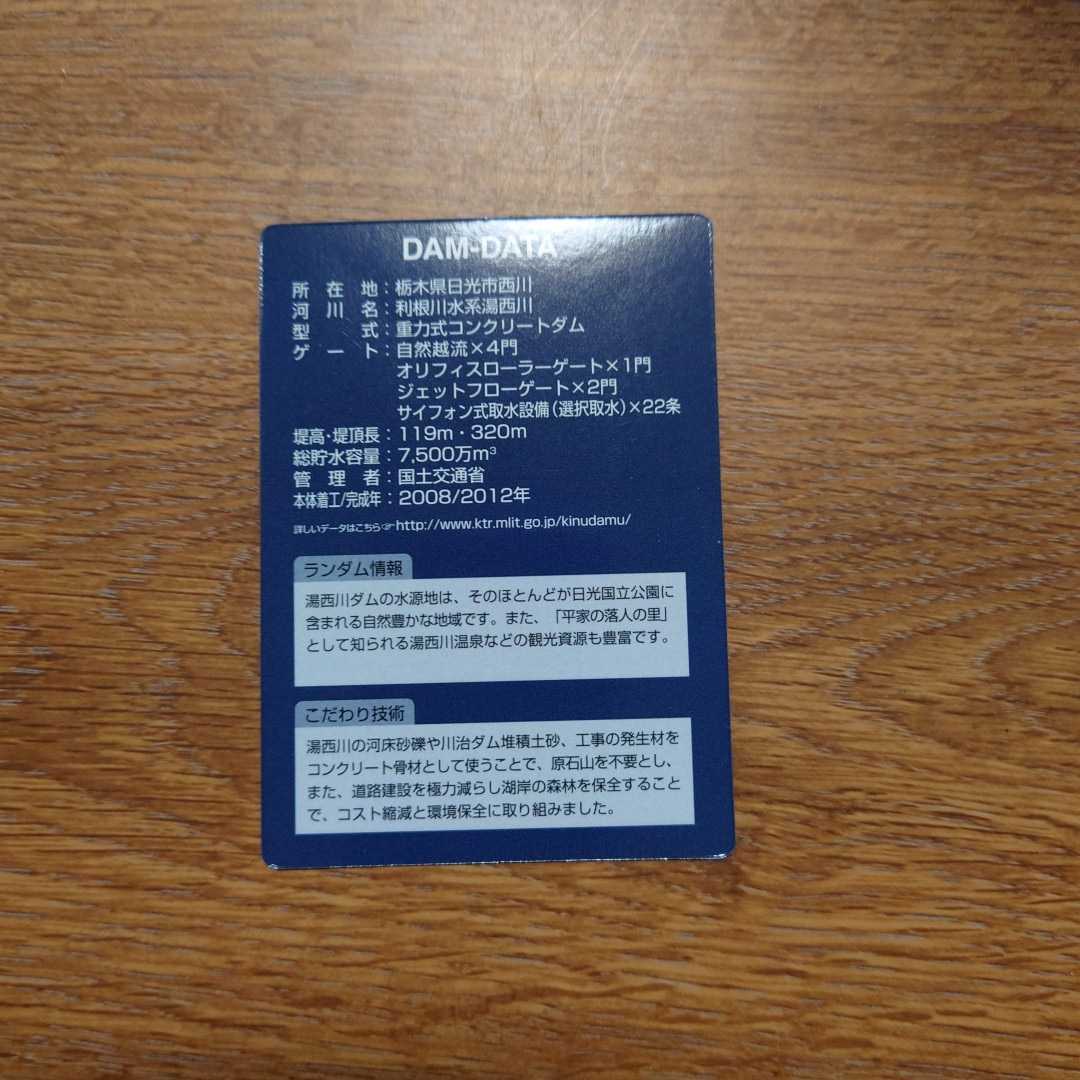 DAM-DATA
所在地：栃木県日光市西川
河川名：利根川水系湯西川
型式：重力式コンクリートダム
ゲート：自然越流×4門
オリフィスローラーゲート×1門
ジェットフローゲート×2門
サイフォン式取水設備（選択取水）×22条
堤高・堤頂長：119m・320m
総貯水容量：7,500万m³
管理者：国土交通省
本体着工/完成年：2008/2012年
詳しいデータはこちら☞http://www.ktr.mlit.go.jp/kinudamu/
ランダム情報
湯西川ダムの水源地は、そのほとんどが日光国立公園に
含まれる自然豊かな地域です。また、「平家の落人の里」
として知られる湯西川温泉などの観光資源も豊富です。
こだわり技術
湯西川の河床砂礫や川治ダム堆積土砂、工事の発生材を
コンクリート骨材として使うことで、原石山を不要とし、
また、道路建設を極力減らし湖岸の森林を保全すること
で、コスト縮減と環境保全に取り組みました。